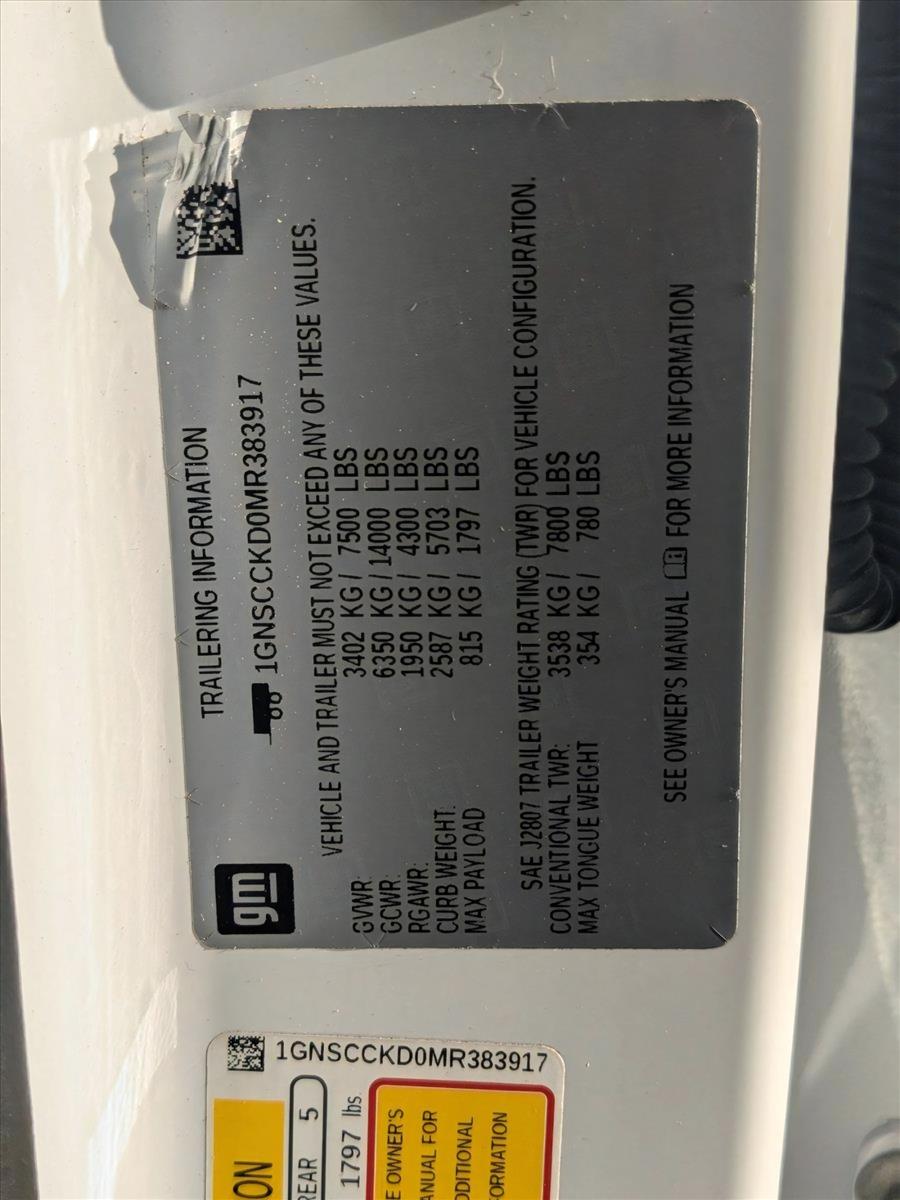 gm
TRAILERING INFORMATION
1GNSCCKD0MR383917
VEHICLE AND TRAILER MUST NOT EXCEED ANY OF THESE VALUES.
GVWR: 3402 KG / 7500 LBS
GCWR: 6350 KG / 14000 LBS
RGAWR: 1950 KG / 4300 LBS
CURB WEIGHT: 2587 KG / 5703 LBS
MAX PAYLOAD 815 KG / 1797 LBS
SAE J2807 TRAILER WEIGHT RATING (TWR) FOR VEHICLE CONFIGURATION.
CONVENTIONAL TWR: 3538 KG / 7800 LBS
MAX TONGUE WEIGHT 354 KG / 780 LBS
SEE OWNER'S MANUAL FOR MORE INFORMATION
ON
REAR 5
1797 lbs
E OWNER'S
ANUAL FOR
DDITIONAL
FORMATION
1GNSCCKD0MR383917